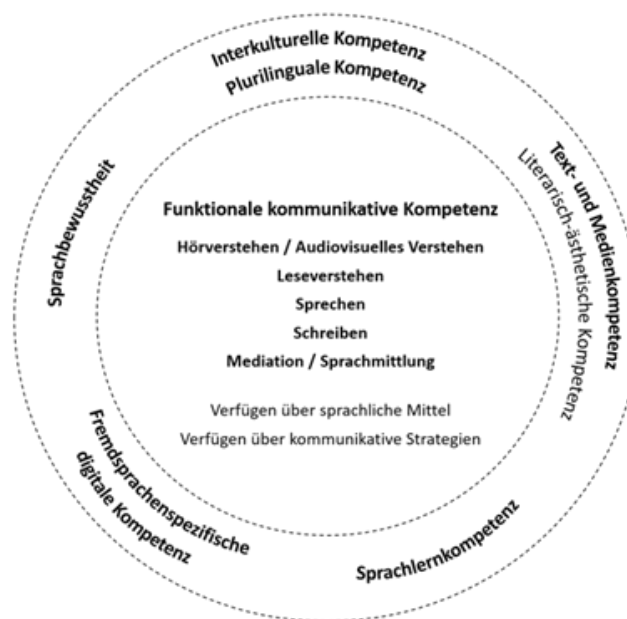 Interkulturelle Kompetenz
Plurilinguale Kompetenz
Text- und Medienkompetenz
Literarisch-ästhetische Kompetenz
Sprachbewusstheit
Funktionale kommunikative Kompetenz
Hörverstehen / Audiovisuelles Verstehen
Leseverstehen
Sprechen
Schreiben
Mediation / Sprachmittlung
Verfügen über sprachliche Mittel
Verfügen über kommunikative Strategien
Fremdsprachenspezifische
digitale Kompetenz
Sprachlernkompetenz